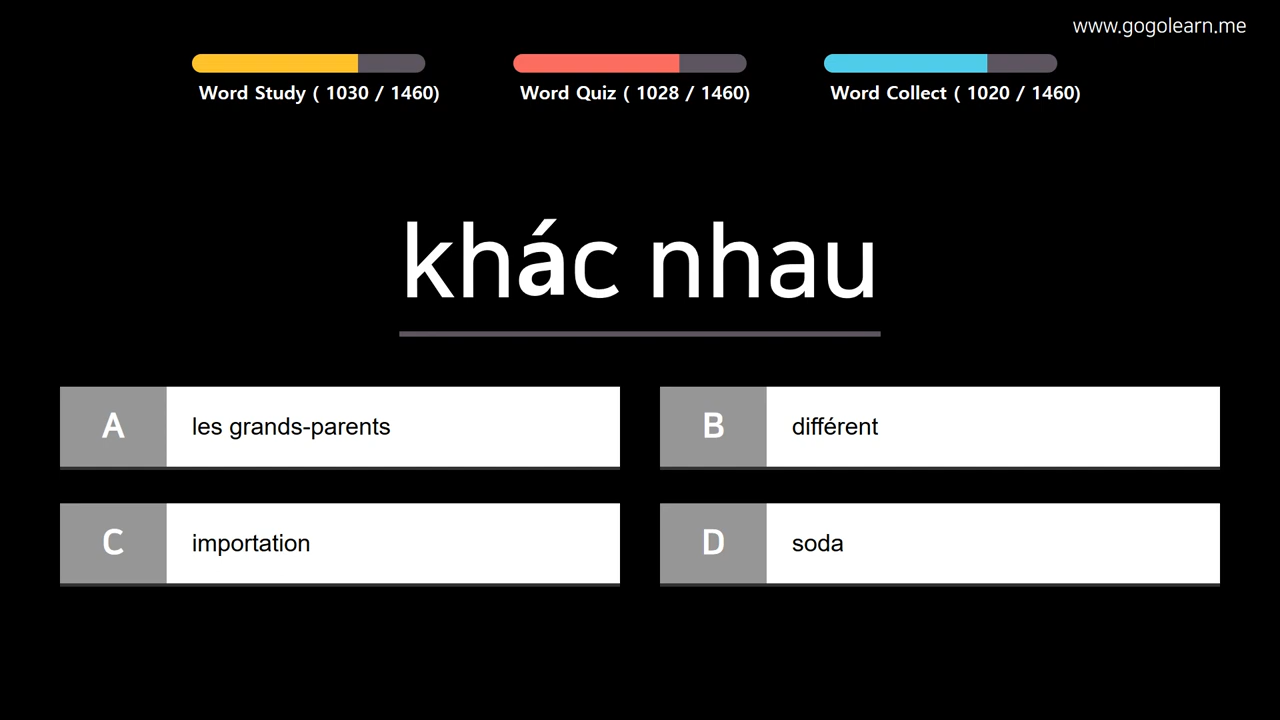 www.gogolearn.me
Word Study ( 1030 / 1460)
Word Quiz ( 1028 / 1460)
Word Collect ( 1020 / 1460)
khác nhau
A
les grands-parents
B
différent
C
importation
D
soda